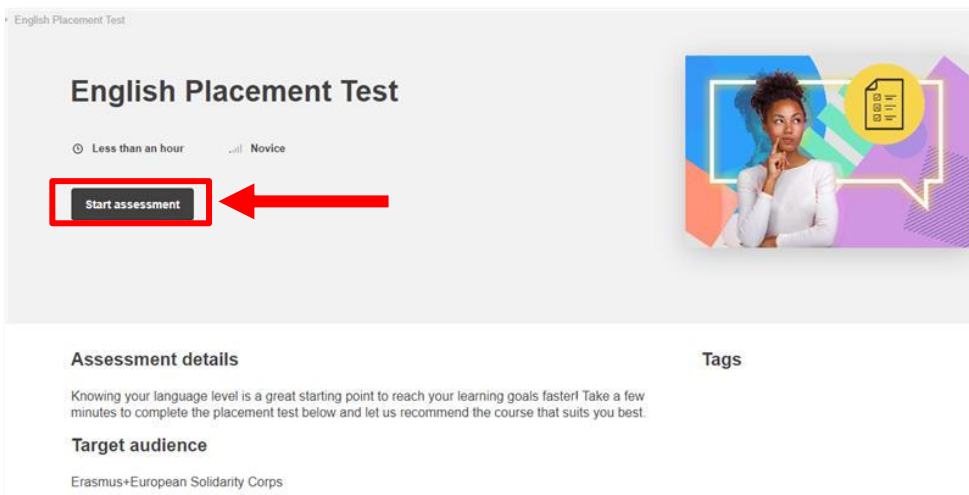 English Placement Test
English Placement Test
Less than an hour
Novice
Start assessment
Assessment details
Tags
Knowing your language level is a great starting point to reach your learning goals faster! Take a few
minutes to complete the placement test below and let us recommend the course that suits you best.
Target audience
Erasmus+European Solidarity Corps